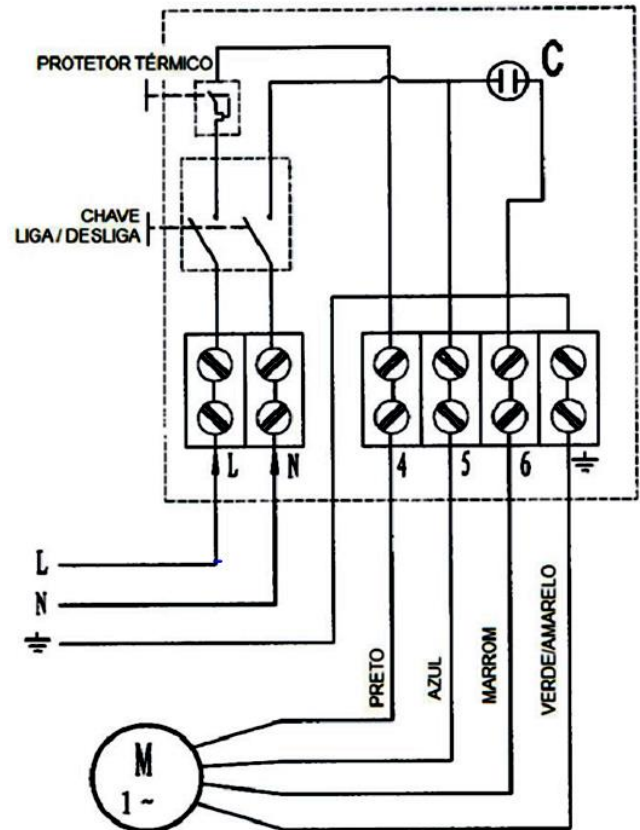 PROTETOR TÉRMICO
C
CHAVE
LIGA / DESLIGA
L
N
4
5
6
L
N
PRETO
AZUL
MARROM
VERDE/AMARELO
M
1 ~